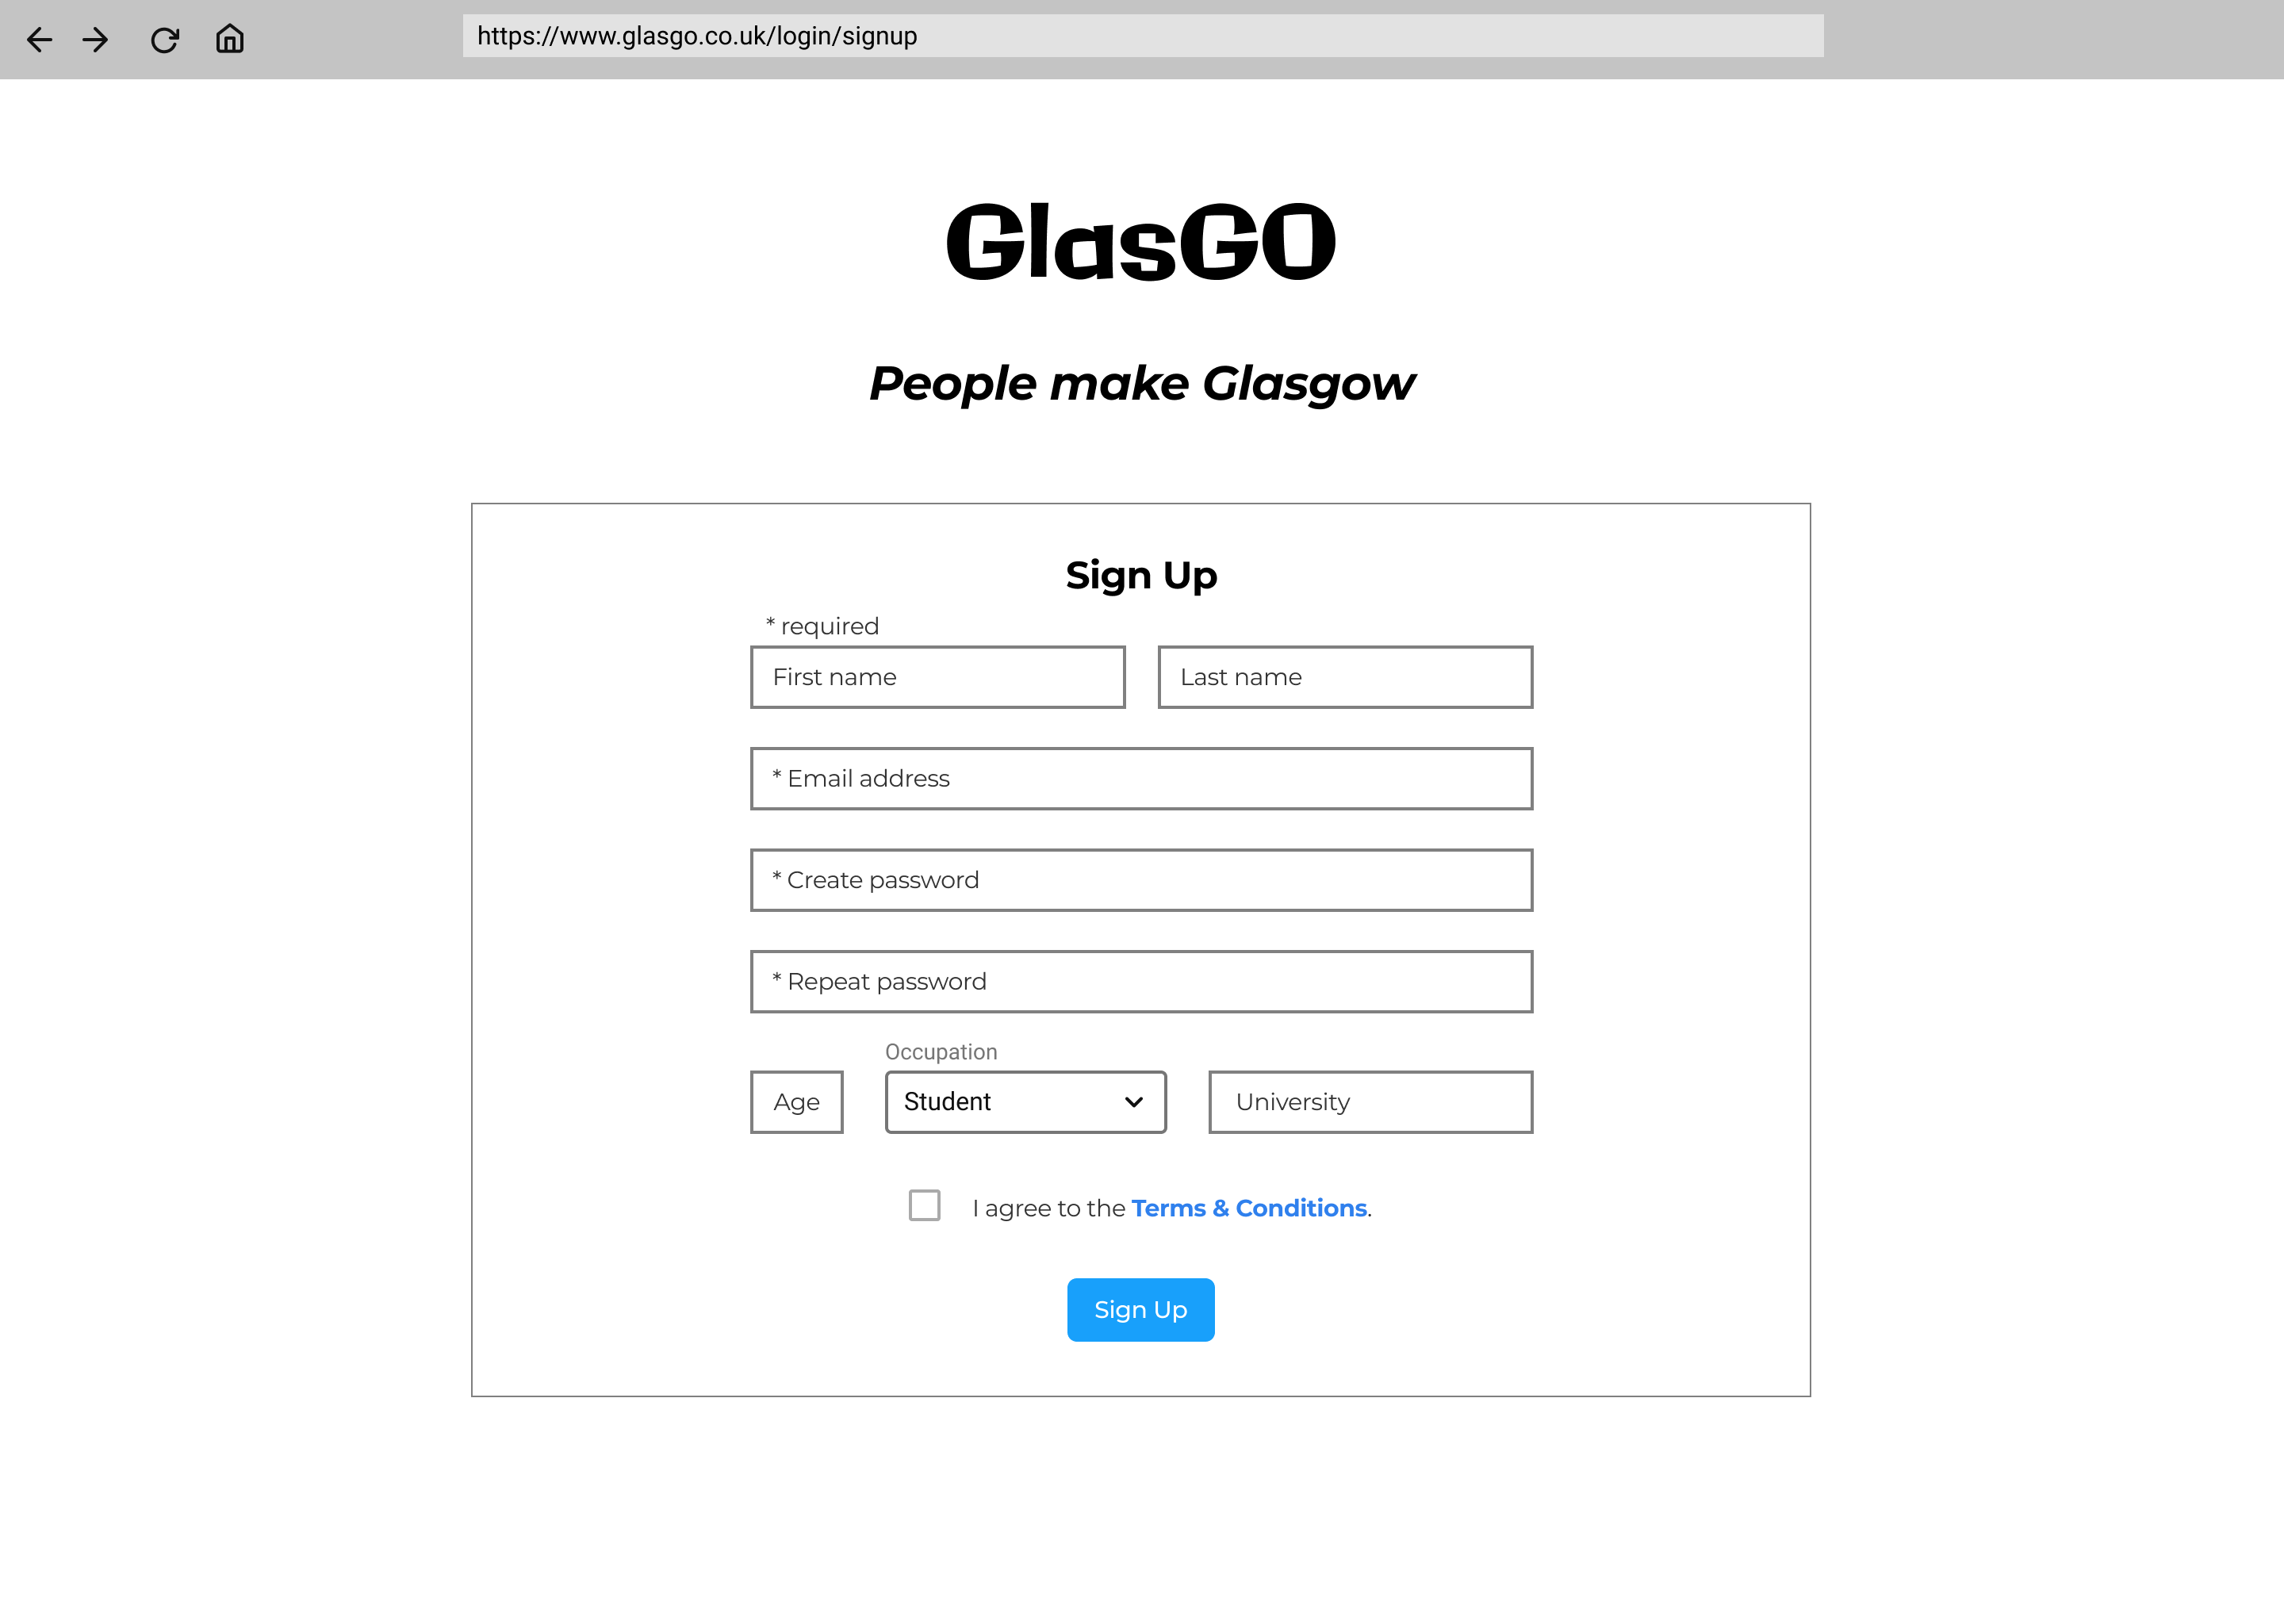 https://www.glasgo.co.uk/login/signup
GlasGO
People make Glasgow
Sign Up
* required
First name
Last name
* Email address
* Create password
* Repeat password
Occupation
Age
Student
University
I agree to the Terms & Conditions.
Sign Up